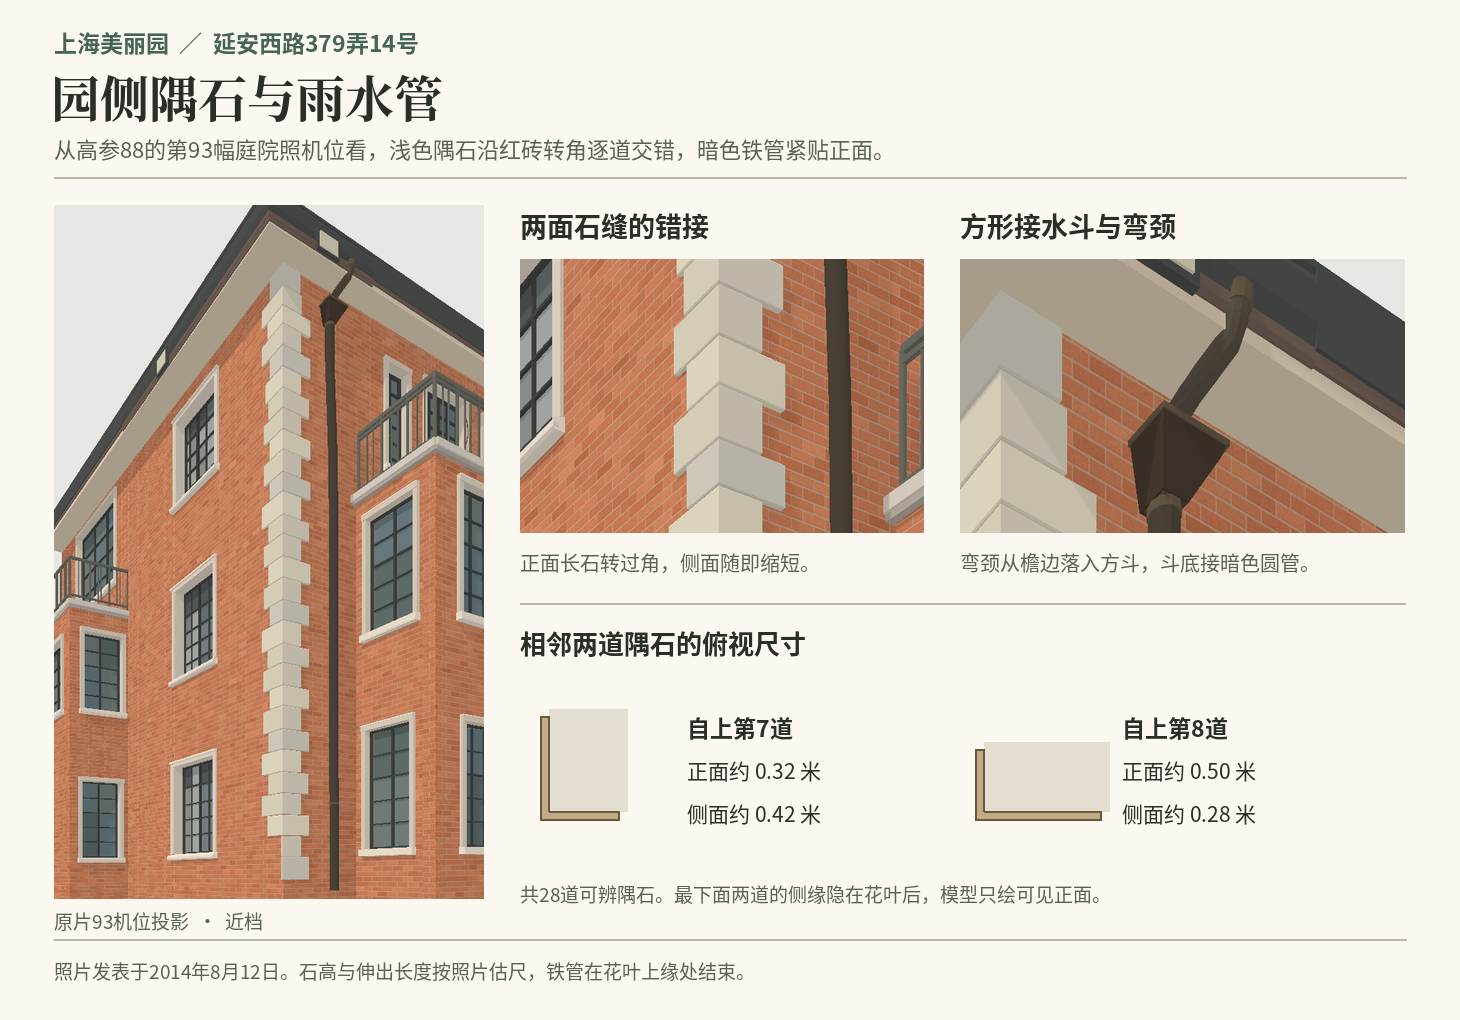 上海美丽园 ／ 延安西路379弄14号
园侧隅石与雨水管
从高参88的第93幅庭院照机位看，浅色隅石沿红砖转角逐道交错，暗色铁管紧贴正面。
两面石缝的错接
正面长石转过角，侧面随即缩短。
方形接水斗与弯颈
弯颈从檐边落入方斗，斗底接暗色圆管。
相邻两道隅石的俯视尺寸
自上第7道
正面约 0.32 米
侧面约 0.42 米
自上第8道
正面约 0.50 米
侧面约 0.28 米
共28道可辨隅石。最下面两道的侧缘隐在花叶后，模型只绘可见正面。
原片93机位投影 · 近档
照片发表于2014年8月12日。石高与伸出长度按照片估尺，铁管在花叶上缘处结束。